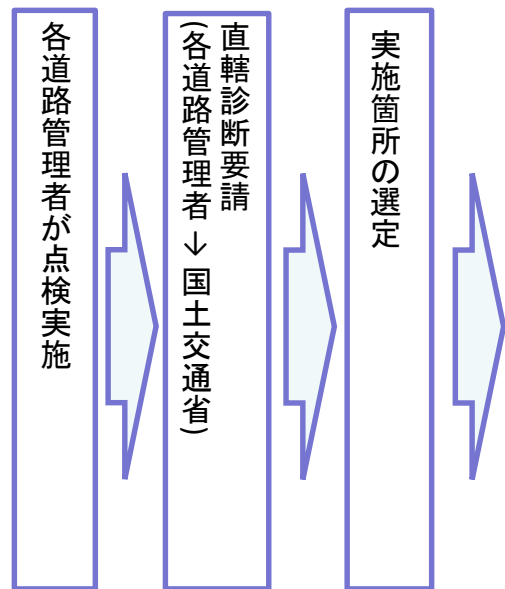 各道路管理者が点検実施
直轄診断要請
(各道路管理者→国土交通省)
実施箇所の選定